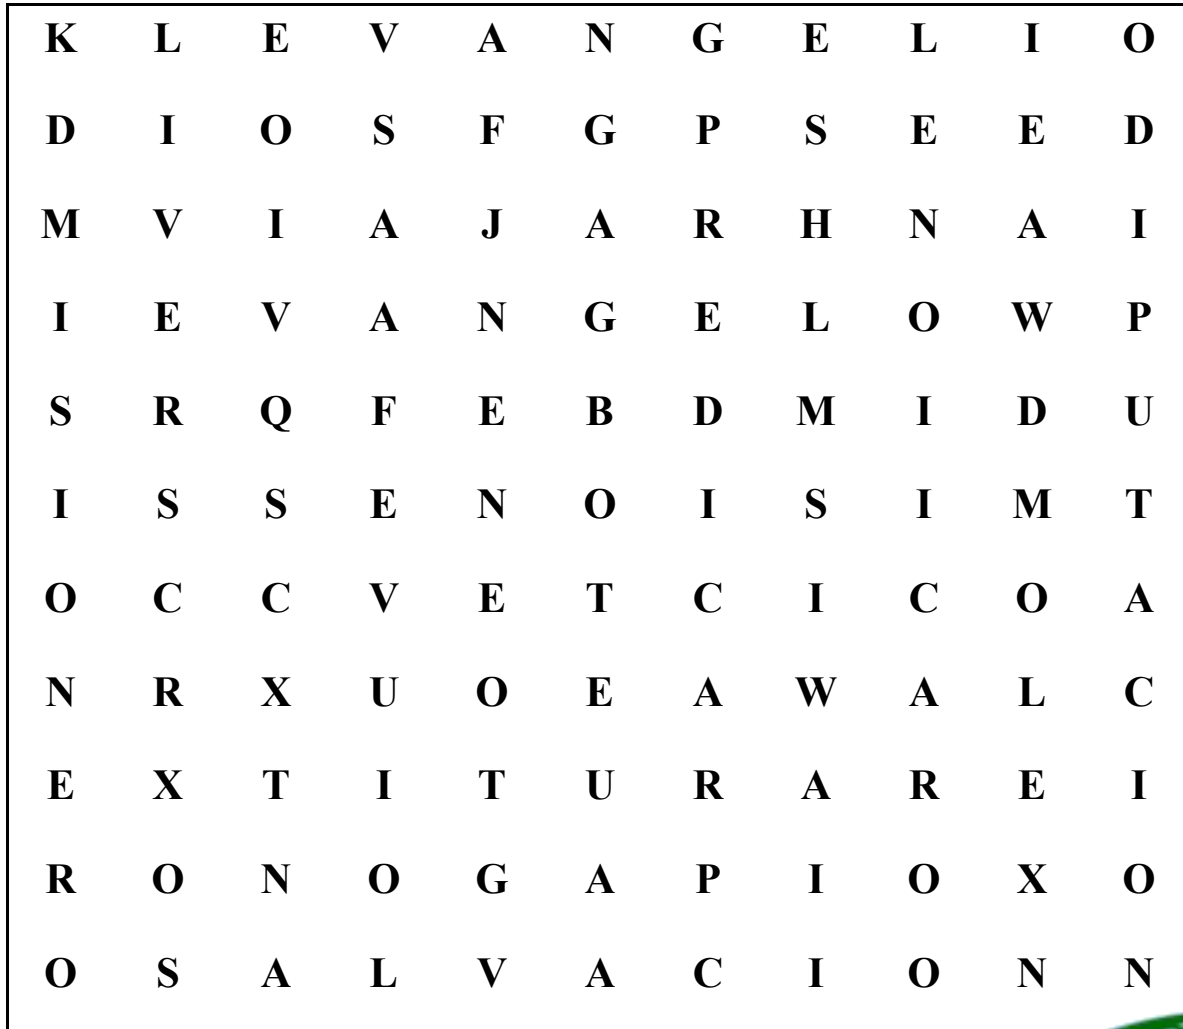 K L E V A N G E L I O
D I O S F G P S E E D
M V I A J A R H N A I
I E V A N G E L O W P
S R Q F E B D M I D U
I S S E N O I S I M T
O C C V E T C I C O A
N R X U O E A W A L C
E X T I T U R A R E I
R O N O G A P I O X O
O S A L V A C I O N N